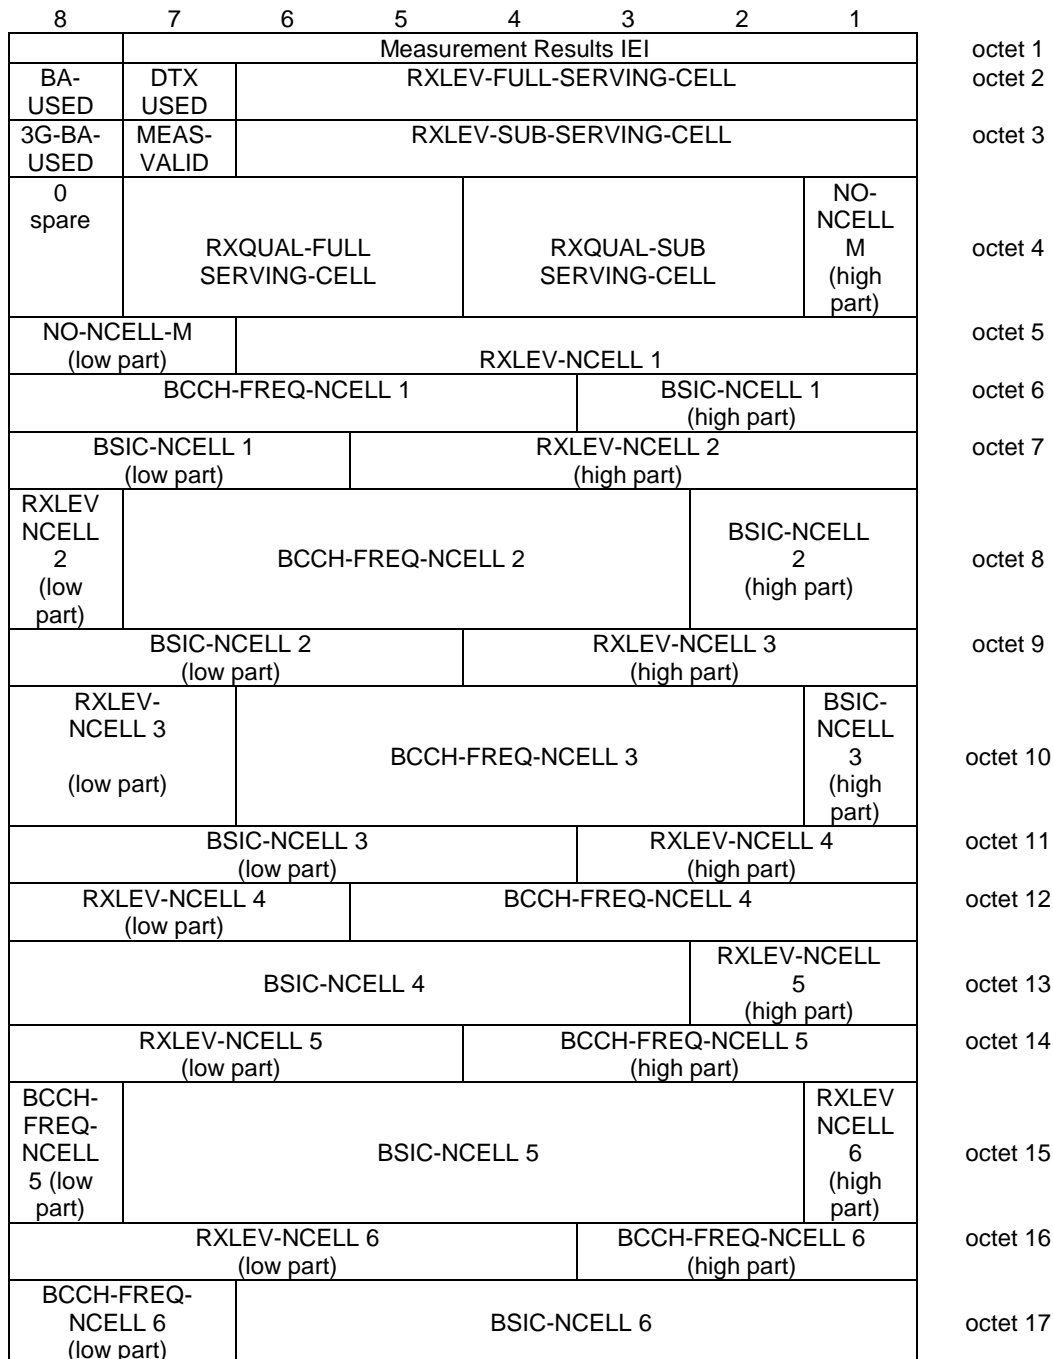 8 7 6 5 4 3 2 1
Measurement Results IEI octet 1
BA- DTX RXLEV-FULL-SERVING-CELL octet 2
USED USED
3G-BA- MEAS- RXLEV-SUB-SERVING-CELL octet 3
USED VALID
0 NO-
spare NCELL
RXQUAL-FULL RXQUAL-SUB M octet 4
SERVING-CELL SERVING-CELL (high
part)
NO-NCELL-M octet 5
(low part) RXLEV-NCELL 1
BCCH-FREQ-NCELL 1 BSIC-NCELL 1 octet 6
(high part)
BSIC-NCELL 1 RXLEV-NCELL 2 octet 7
(low part) (high part)
RXLEV
NCELL BSIC-NCELL
2 BCCH-FREQ-NCELL 2 2 octet 8
(low (high part)
part)
BSIC-NCELL 2 RXLEV-NCELL 3 octet 9
(low part) (high part)
RXLEV- BSIC-
NCELL 3 NCELL
BCCH-FREQ-NCELL 3 3 octet 10
(low part) (high
part)
BSIC-NCELL 3 RXLEV-NCELL 4 octet 11
(low part) (high part)
RXLEV-NCELL 4 BCCH-FREQ-NCELL 4 octet 12
(low part)
RXLEV-NCELL
BSIC-NCELL 4 5 octet 13
(high part)
RXLEV-NCELL 5 BCCH-FREQ-NCELL 5 octet 14
(low part) (high part)
BCCH- RXLEV
FREQ- NCELL
NCELL BSIC-NCELL 5 6 octet 15
5 (low (high
part) part)
RXLEV-NCELL 6 BCCH-FREQ-NCELL 6 octet 16
(low part) (high part)
BCCH-FREQ-
NCELL 6 BSIC-NCELL 6 octet 17
(low part)